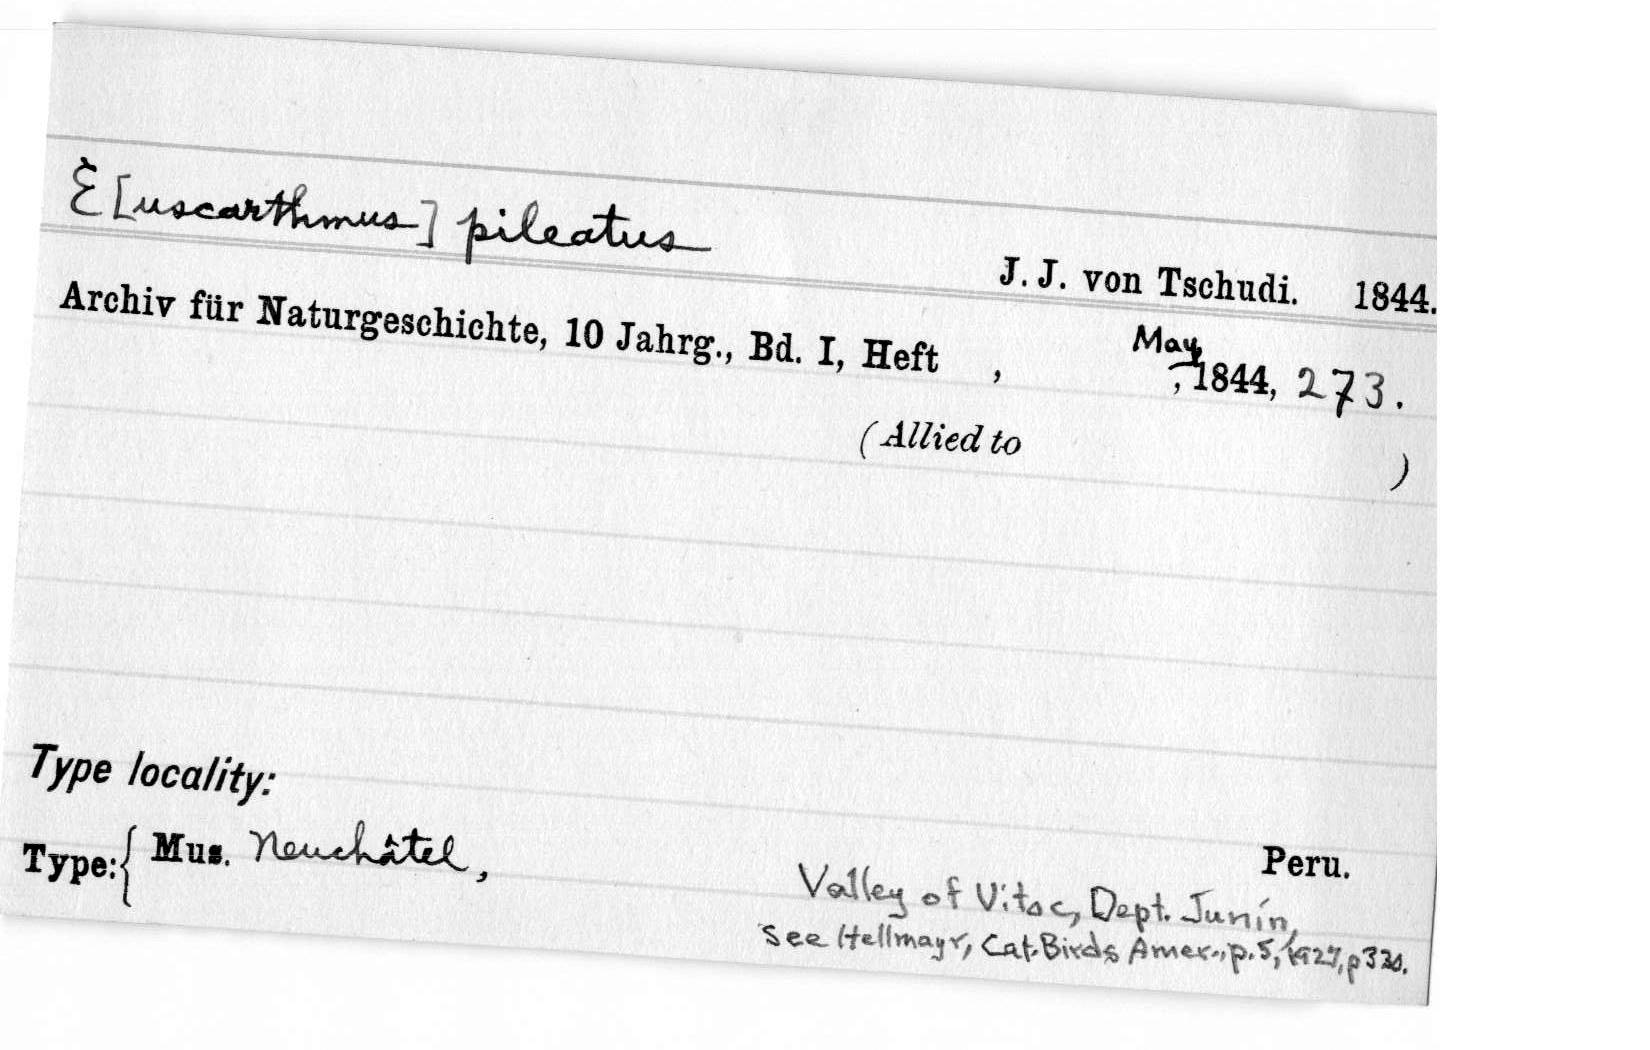 E[uscarthmus] pileatus
J. J. von Tschudi. 1844.
Archiv für Naturgeschichte, 10 Jahrg., Bd. I, Heft , May, 1844, 273.
(Allied to )
Type locality:
Peru.
Type: { Mus. Neuchâtel,
Valley of Vitoc, Dept. Junín,
See Hellmayr, Cat. Birds Amer., p. 5, 1927, p 330.